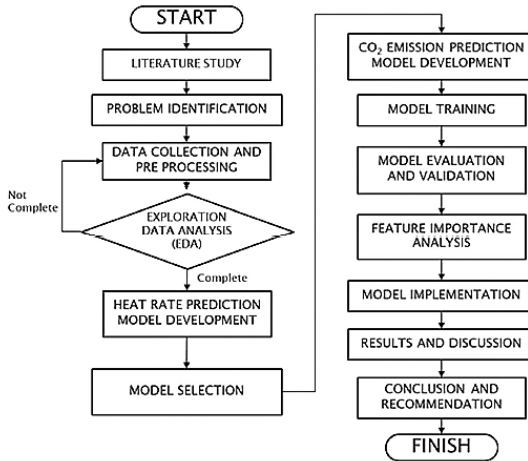 START
LITERATURE STUDY
PROBLEM IDENTIFICATION
DATA COLLECTION AND
PRE PROCESSING
Not
Complete
EXPLORATION
DATA ANALYSIS
(EDA)
Complete
HEAT RATE PREDICTION
MODEL DEVELOPMENT
MODEL SELECTION
CO₂ EMISSION PREDICTION
MODEL DEVELOPMENT
MODEL TRAINING
MODEL EVALUATION
AND VALIDATION
FEATURE IMPORTANCE
ANALYSIS
MODEL IMPLEMENTATION
RESULTS AND DISCUSSION
CONCLUSION AND
RECOMMENDATION
FINISH